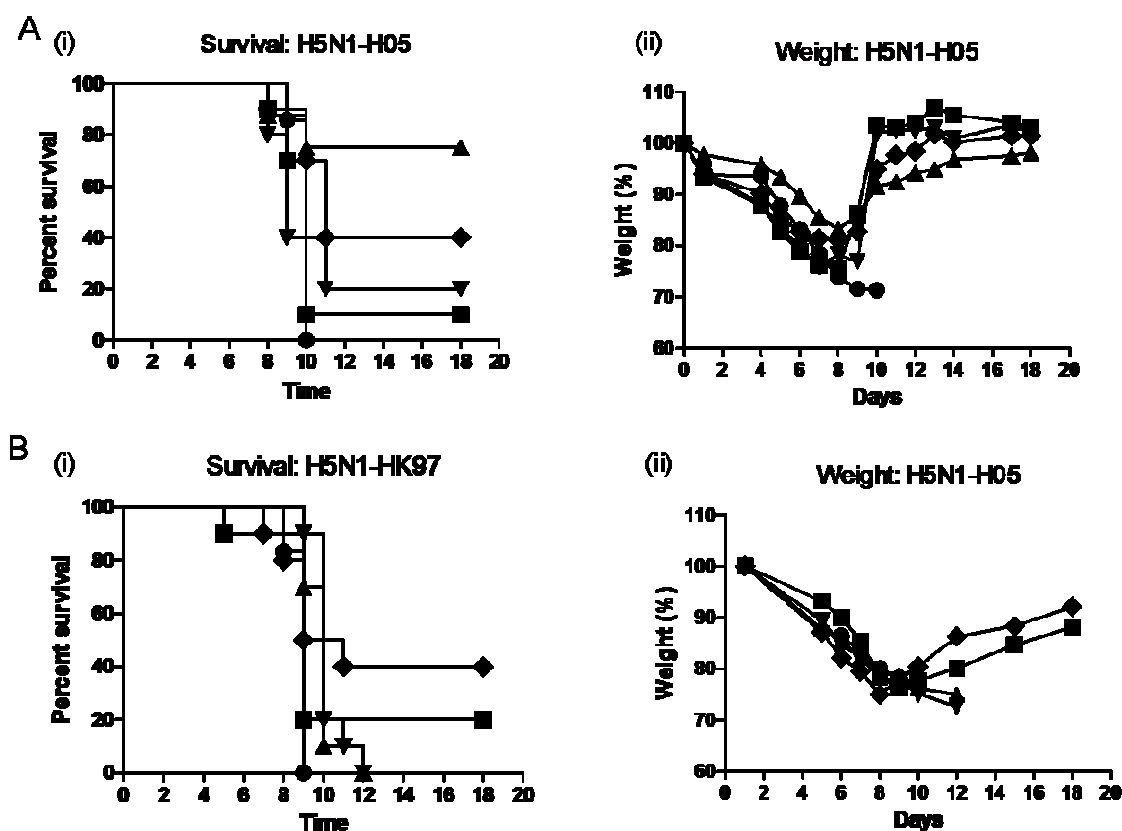 A
(i)
Survival: H5N1-H05
(ii)
Weight: H5N1-H05
100
80
60
40
20
0
Percent survival
0 2 4 6 8 10 12 14 16 18 20
Time
110
100
90
80
70
60
Weight (%)
0 2 4 6 8 10 12 14 16 18 20
Days
B
(i)
Survival: H5N1-HK97
(ii)
Weight: H5N1-H05
100
80
60
40
20
0
Percent survival
0 2 4 6 8 10 12 14 16 18 20
Time
110
100
90
80
70
60
Weight (%)
0 2 4 6 8 10 12 14 16 18 20
Days